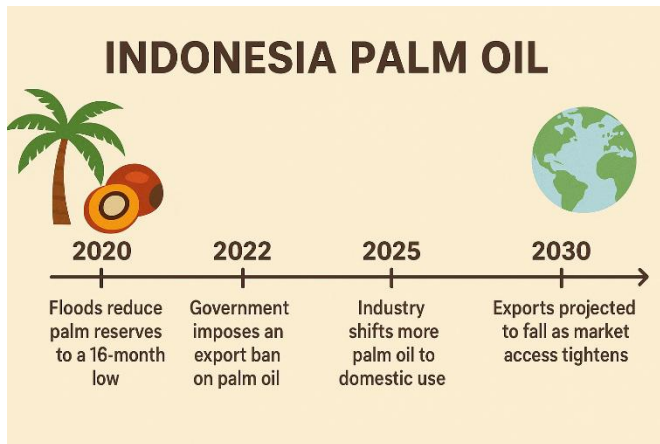 INDONESIA PALM OIL
2020
Floods reduce
palm reserves
to a 16-month
low
2022
Government
imposes an
export ban
on palm oil
2025
Industry
shifts more
palm oil to
domestic use
2030
Exports projected
to fall as market
access tightens